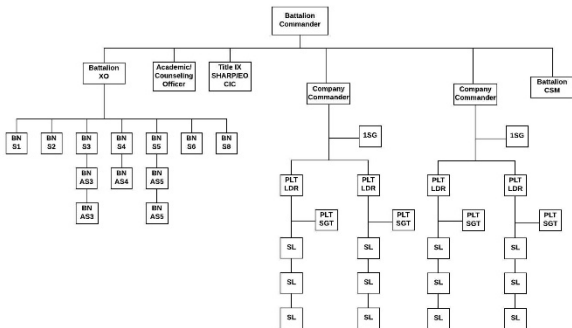 Battalion
Commander
Battalion
XO
Academic/
Counseling
Officer
Title IX
SHARP/EO
CIC
Company
Commander
Company
Commander
Battalion
CSM
BN
S1
BN
S2
BN
S3
BN
S4
BN
S5
BN
S6
BN
S8
1SG
1SG
BN
AS3
BN
AS4
BN
AS5
PLT
LDR
PLT
LDR
PLT
LDR
PLT
LDR
BN
AS3
BN
AS5
PLT
SGT
PLT
SGT
PLT
SGT
PLT
SGT
SL
SL
SL
SL
SL
SL
SL
SL
SL
SL
SL
SL